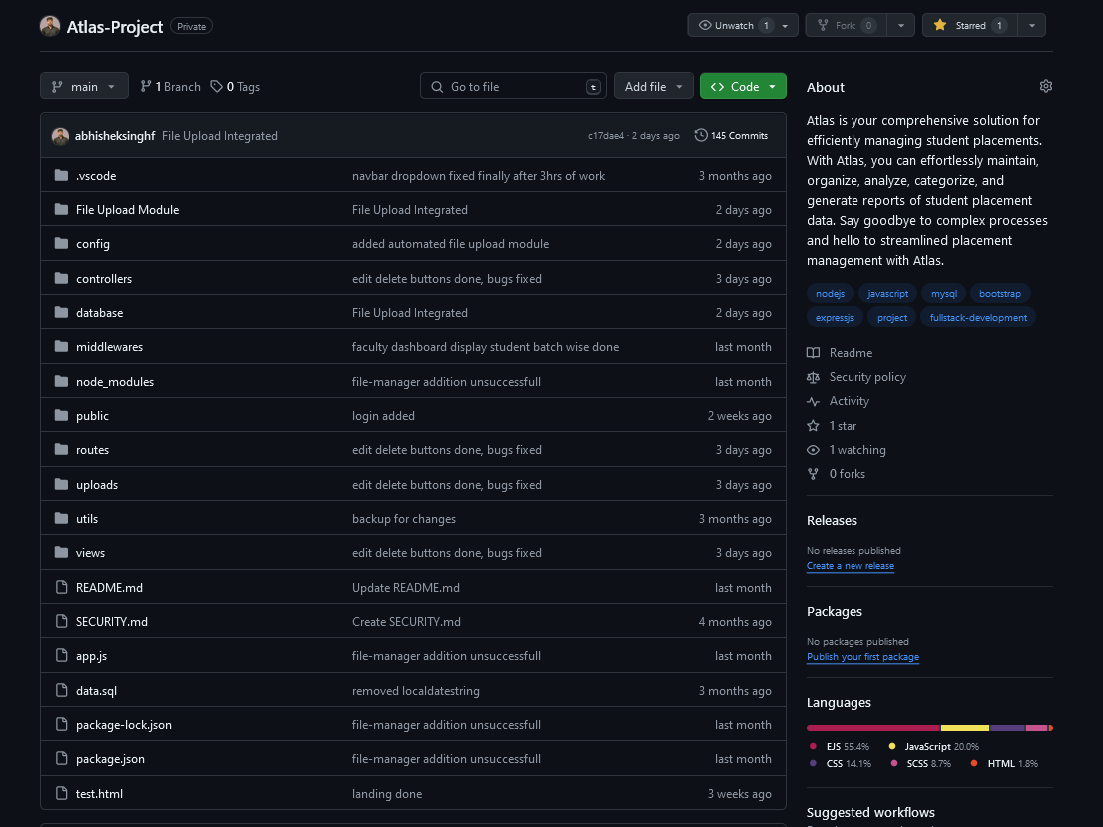 Atlas-Project Private Unwatch 1 Fork 0 Starred 1
main 1 Branch 0 Tags Go to file t Add file Code
abhisheksinghf File Upload Integrated c17dae4 · 2 days ago 145 Commits
.vscode navbar dropdown fixed finally after 3hrs of work 3 months ago
File Upload Module File Upload Integrated 2 days ago
config added automated file upload module 2 days ago
controllers edit delete buttons done, bugs fixed 3 days ago
database File Upload Integrated 2 days ago
middlewares faculty dashboard display student batch wise done last month
node_modules file-manager addition unsuccessfull last month
public login added 2 weeks ago
routes edit delete buttons done, bugs fixed 3 days ago
uploads edit delete buttons done, bugs fixed 3 days ago
utils backup for changes 3 months ago
views edit delete buttons done, bugs fixed 3 days ago
README.md Update README.md last month
SECURITY.md Create SECURITY.md 4 months ago
app.js file-manager addition unsuccessfull last month
data.sql removed localdatestring 3 months ago
package-lock.json file-manager addition unsuccessfull last month
package.json file-manager addition unsuccessfull last month
test.html landing done 3 weeks ago
About
Atlas is your comprehensive solution for
efficienty managing student placements.
With Atlas, you can effortlessly maintain,
organize, analyze, categorize, and
generate reports of student placement
data. Say goodbye to complex processes
and hello to streamlined placement
management with Atlas.
nodejs javascript mysql bootstrap
expressjs project fullstack-development
Readme
Security policy
Activity
1 star
1 watching
0 forks
Releases
No releases published
Create a new release
Packages
No packages published
Publish your first package
Languages
EJS 55.4% JavaScript 20.0%
CSS 14.1% SCSS 8.7% HTML 1.8%
Suggested workflows